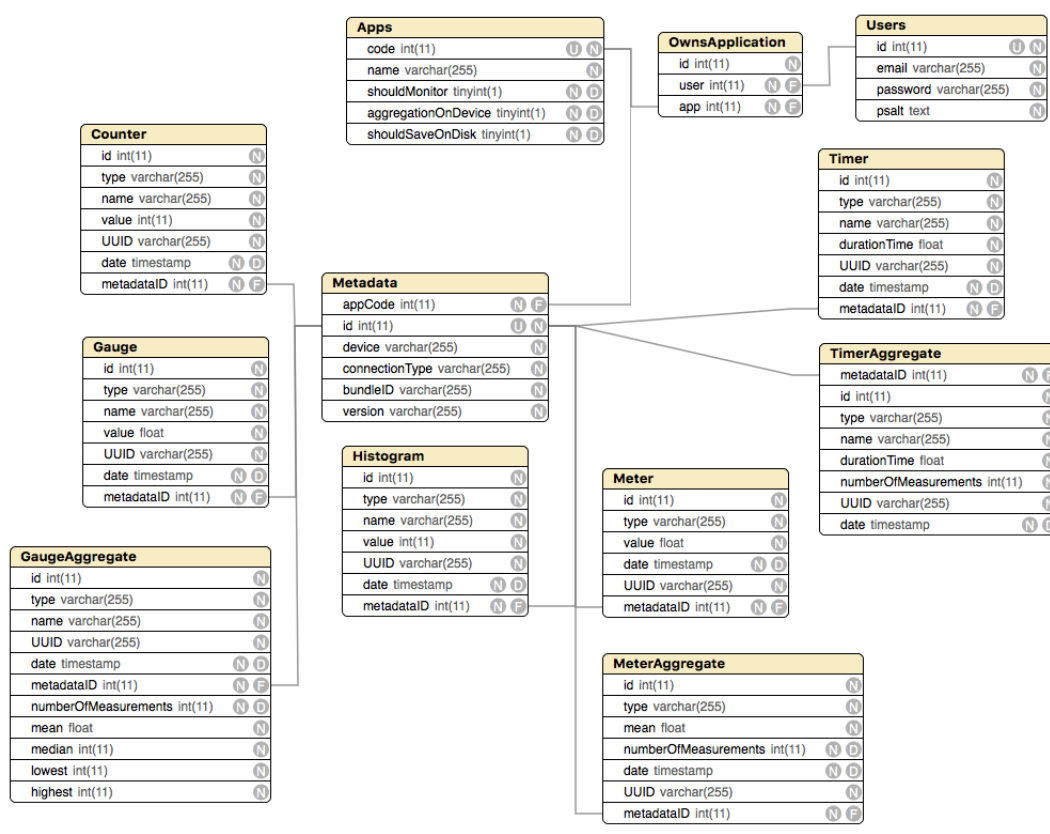 Apps
code int(11) U N
name varchar(255) N
shouldMonitor tinyint(1) N D
aggregationOnDevice tinyint(1) N D
shouldSaveOnDisk tinyint(1) N D
OwnsApplication
id int(11) N
user int(11) N F
app int(11) N F
Users
id int(11) U N
email varchar(255) N
password varchar(255) N
psalt text N
Counter
id int(11) N
type varchar(255) N
name varchar(255) N
value int(11) N
UUID varchar(255) N
date timestamp N D
metadataID int(11) N F
Timer
id int(11) N
type varchar(255) N
name varchar(255) N
durationTime float N
UUID varchar(255) N
date timestamp N D
metadataID int(11) N F
Metadata
appCode int(11) N F
id int(11) U N
device varchar(255) N
connectionType varchar(255) N
bundleID varchar(255) N
version varchar(255) N
Gauge
id int(11) N
type varchar(255) N
name varchar(255) N
value float N
UUID varchar(255) N
date timestamp N D
metadataID int(11) N F
TimerAggregate
metadataID int(11) N F
id int(11) N
type varchar(255) N
name varchar(255) N
durationTime float N
numberOfMeasurements int(11) N
UUID varchar(255) N
date timestamp N D
Histogram
id int(11) N
type varchar(255) N
name varchar(255) N
value int(11) N
UUID varchar(255) N
date timestamp N D
metadataID int(11) N F
Meter
id int(11) N
type varchar(255) N
value float N
date timestamp N D
UUID varchar(255) N
metadataID int(11) N F
GaugeAggregate
id int(11) N
type varchar(255) N
name varchar(255) N
UUID varchar(255) N
date timestamp N D
metadataID int(11) N F
numberOfMeasurements int(11) N D
mean float N
median int(11) N
lowest int(11) N
highest int(11) N
MeterAggregate
id int(11) N
type varchar(255) N
mean float N
numberOfMeasurements int(11) N D
date timestamp N D
UUID varchar(255) N
metadataID int(11) N F